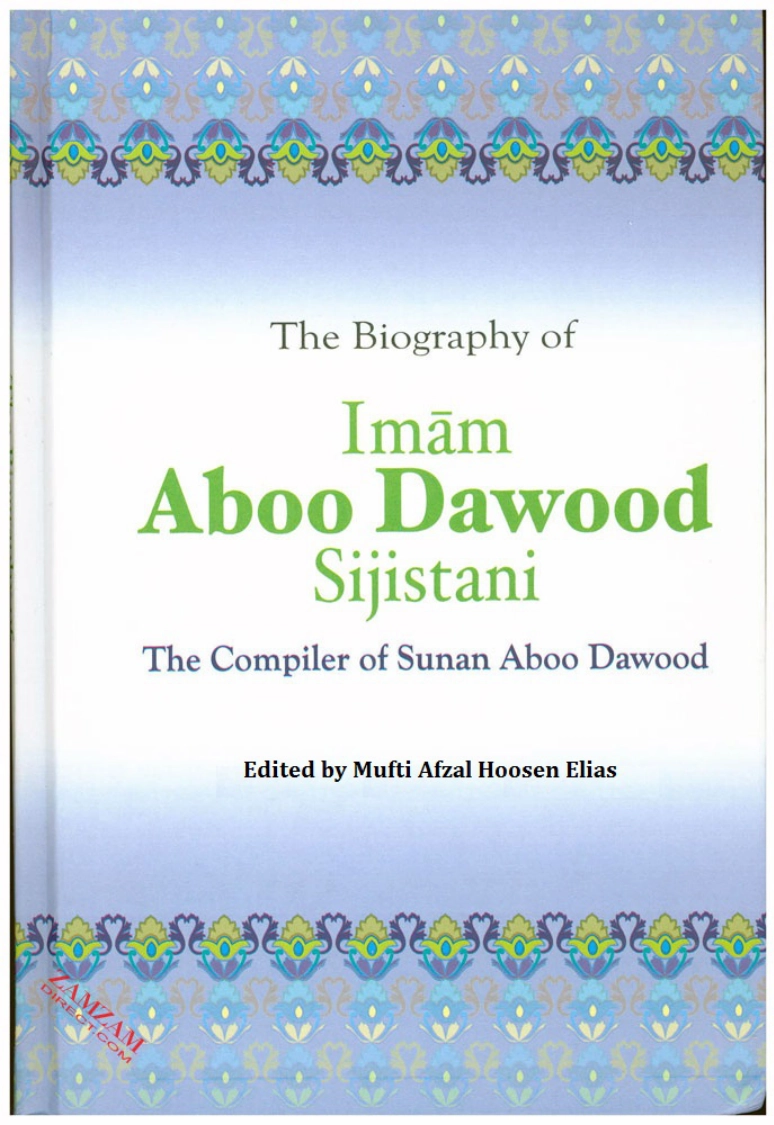 The Biography of
Imām
Aboo Dawood
Sijistani
The Compiler of Sunan Aboo Dawood
Edited by Mufti Afzal Hoosen Elias
ZAMZAM
DIRECT.COM